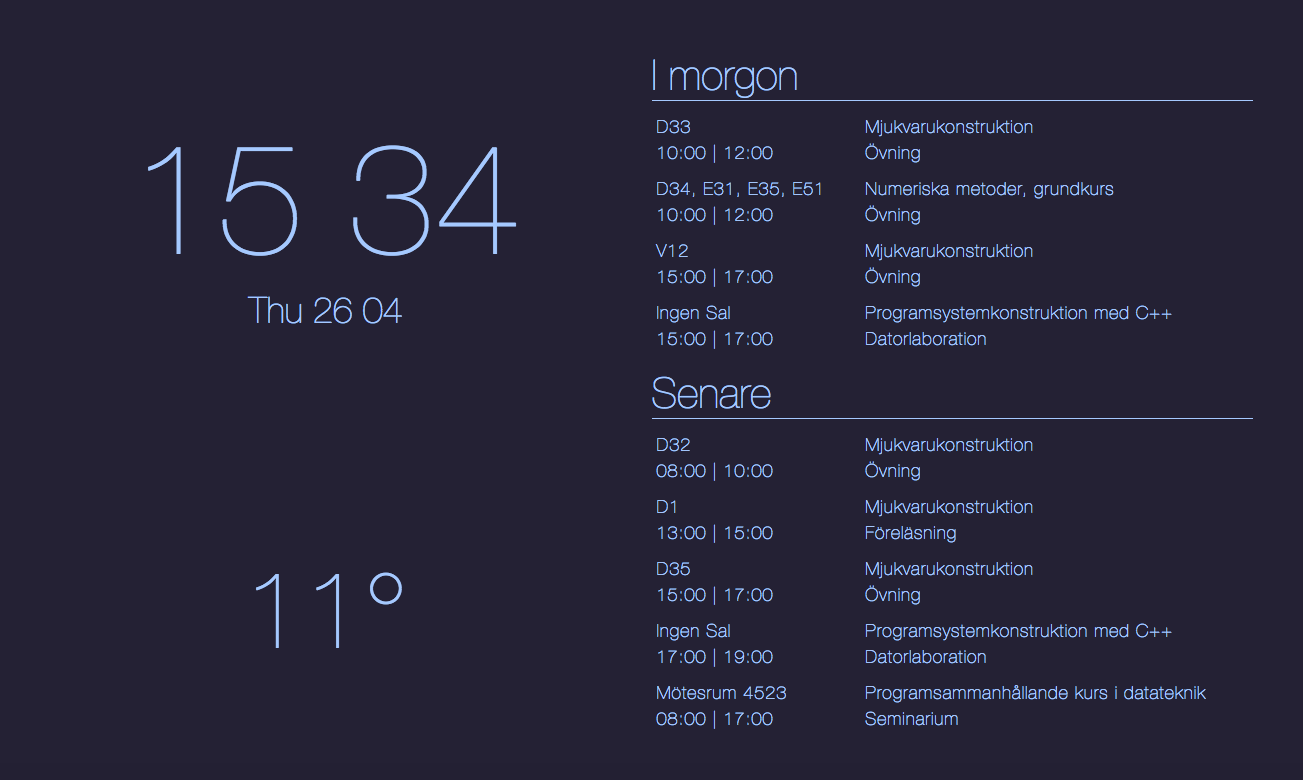 15 34
Thu 26 04
11°
I morgon
D33 Mjukvarukonstruktion
10:00 | 12:00 Övning
D34, E31, E35, E51 Numeriska metoder, grundkurs
10:00 | 12:00 Övning
V12 Mjukvarukonstruktion
15:00 | 17:00 Övning
Ingen Sal Programsystemkonstruktion med C++
15:00 | 17:00 Datorlaboration
Senare
D32 Mjukvarukonstruktion
08:00 | 10:00 Övning
D1 Mjukvarukonstruktion
13:00 | 15:00 Föreläsning
D35 Mjukvarukonstruktion
15:00 | 17:00 Övning
Ingen Sal Programsystemkonstruktion med C++
17:00 | 19:00 Datorlaboration
Mötesrum 4523 Programsammanhållande kurs i datateknik
08:00 | 17:00 Seminarium